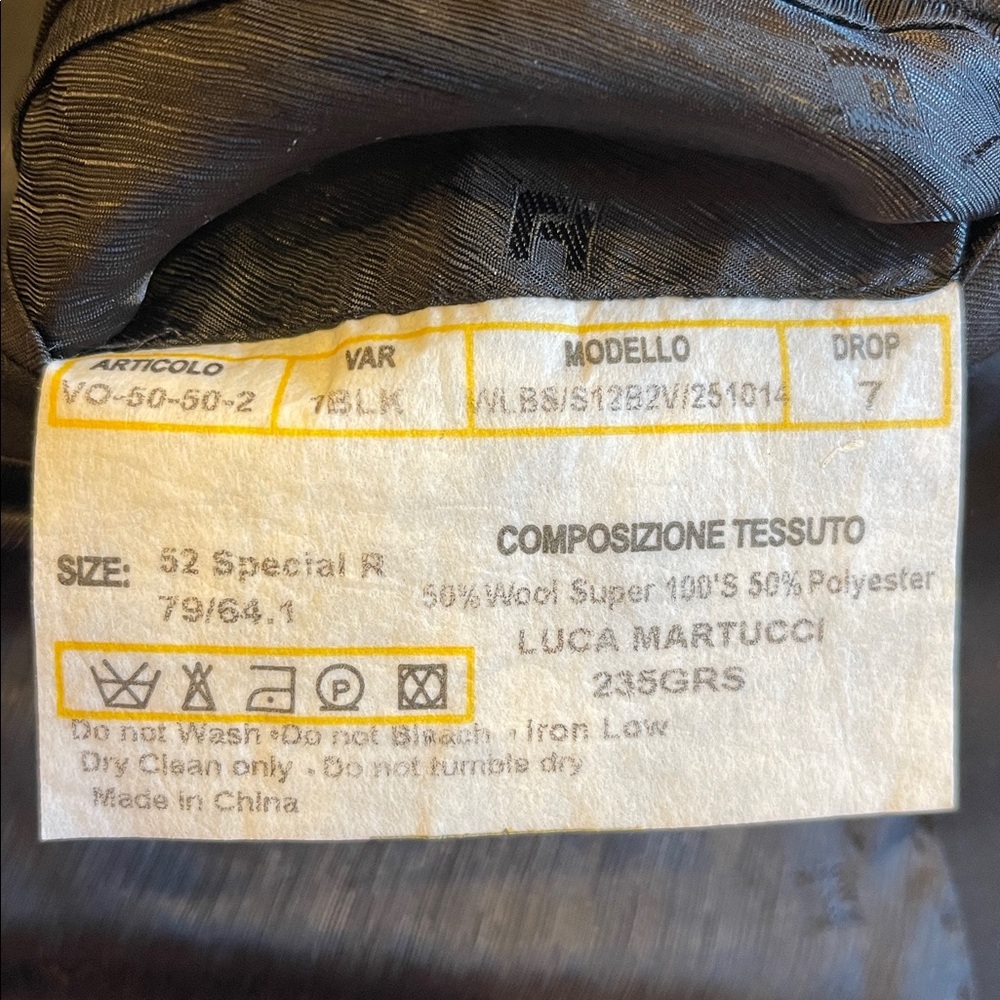 ARTICOLO VAR MODELLO DROP
VO-50-50-2 1BLK WLBS/S12B2V/251014 7
COMPOSIZIONE TESSUTO
SIZE: 52 Special R
79/64.1
50% Wool Super 100'S 50% Polyester
LUCA MARTUCCI
235GRS
P
Do not Wash •Do not Bleach • Iron Low
Dry Clean only • Do not tumble dry
Made in China